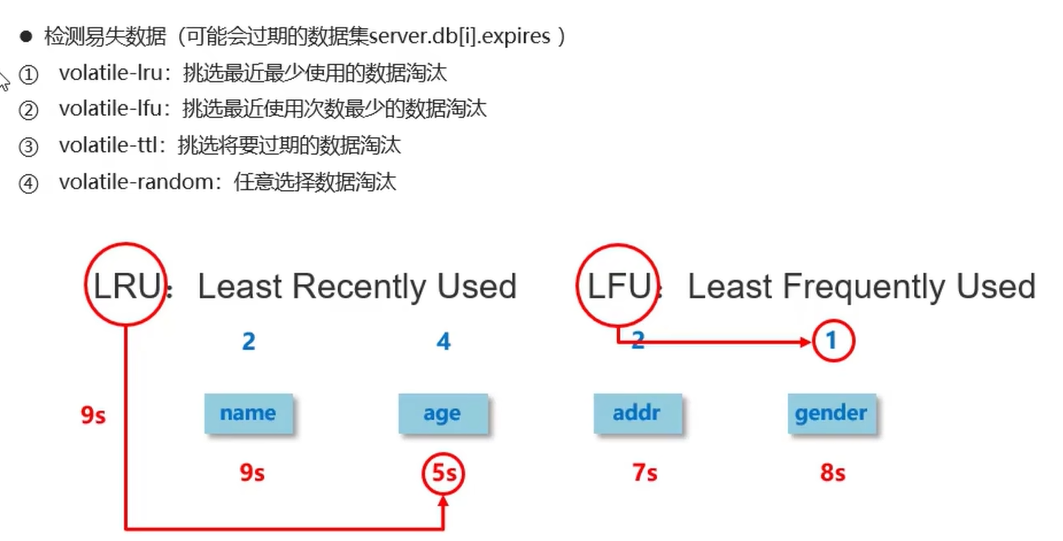 ● 检测易失数据（可能会过期的数据集server.db[i].expires ）
① volatile-lru：挑选最近最少使用的数据淘汰
② volatile-lfu：挑选最近使用次数最少的数据淘汰
③ volatile-ttl：挑选将要过期的数据淘汰
④ volatile-random：任意选择数据淘汰
LRU：Least Recently Used
LFU：Least Frequently Used
2 4 2 1
9s
name age addr gender
9s 5s 7s 8s